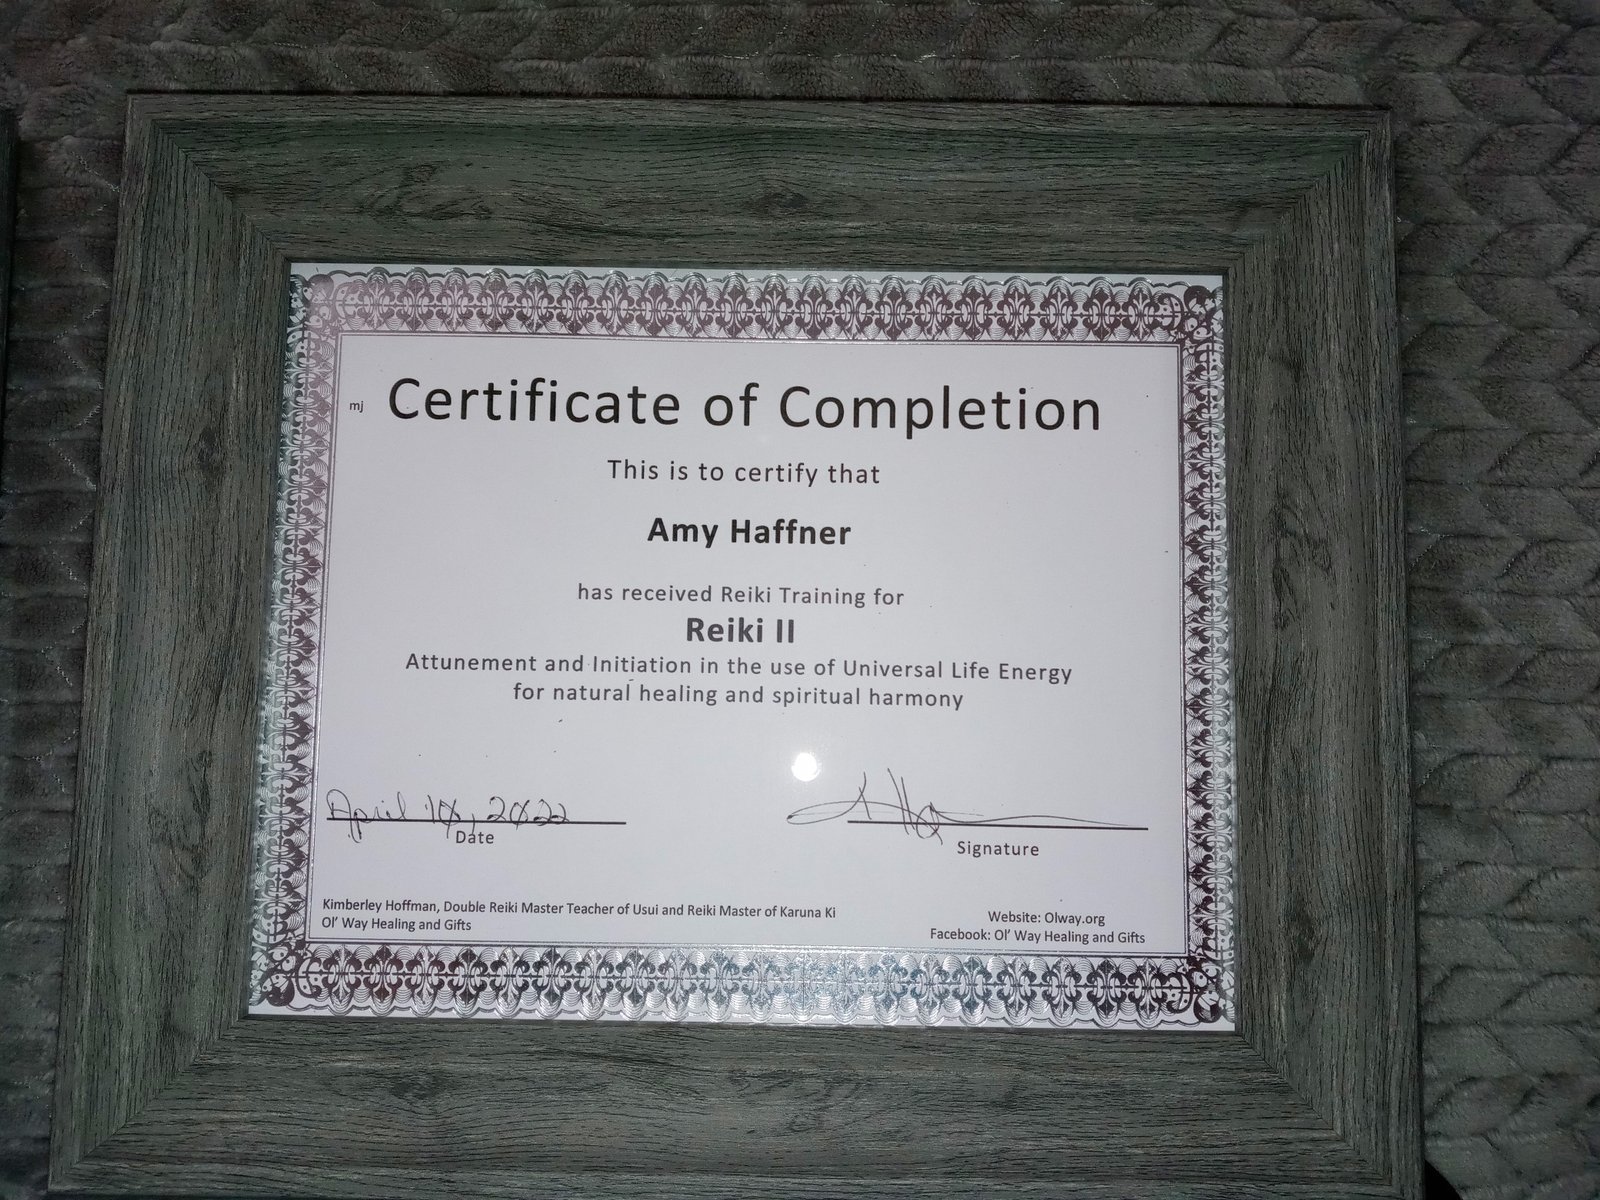 mj
Certificate of Completion
This is to certify that
Amy Haffner
has received Reiki Training for
Reiki II
Attunement and Initiation in the use of Universal Life Energy
for natural healing and spiritual harmony
April 10, 2022
Date
Signature
Kimberley Hoffman, Double Reiki Master Teacher of Usui and Reiki Master of Karuna Ki
Ol' Way Healing and Gifts
Website: Olway.org
Facebook: Ol' Way Healing and Gifts